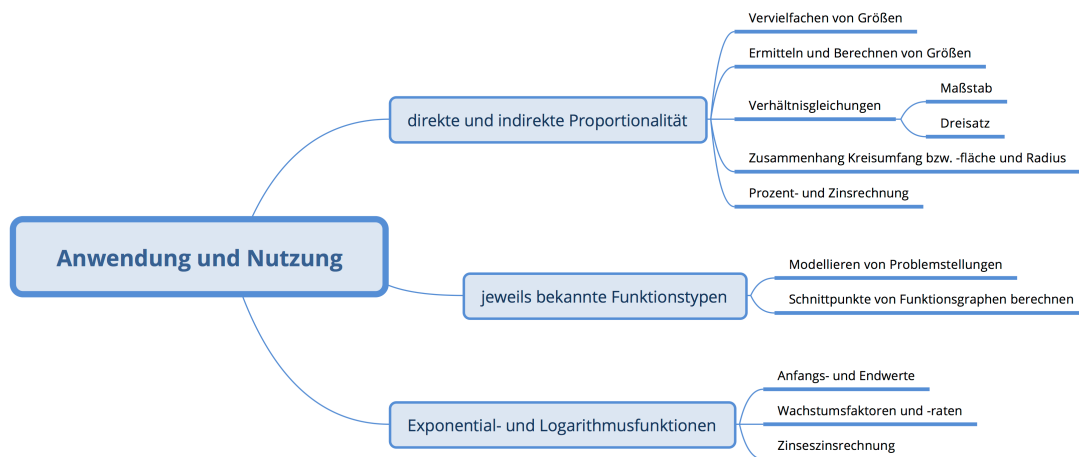 Anwendung und Nutzung
direkte und indirekte Proportionalität
Vervielfachen von Größen
Ermitteln und Berechnen von Größen
Verhältnisgleichungen
Maßstab
Dreisatz
Zusammenhang Kreisumfang bzw. -fläche und Radius
Prozent- und Zinsrechnung
jeweils bekannte Funktionstypen
Modellieren von Problemstellungen
Schnittpunkte von Funktionsgraphen berechnen
Exponential- und Logarithmusfunktionen
Anfangs- und Endwerte
Wachstumsfaktoren und -raten
Zinseszinsrechnung